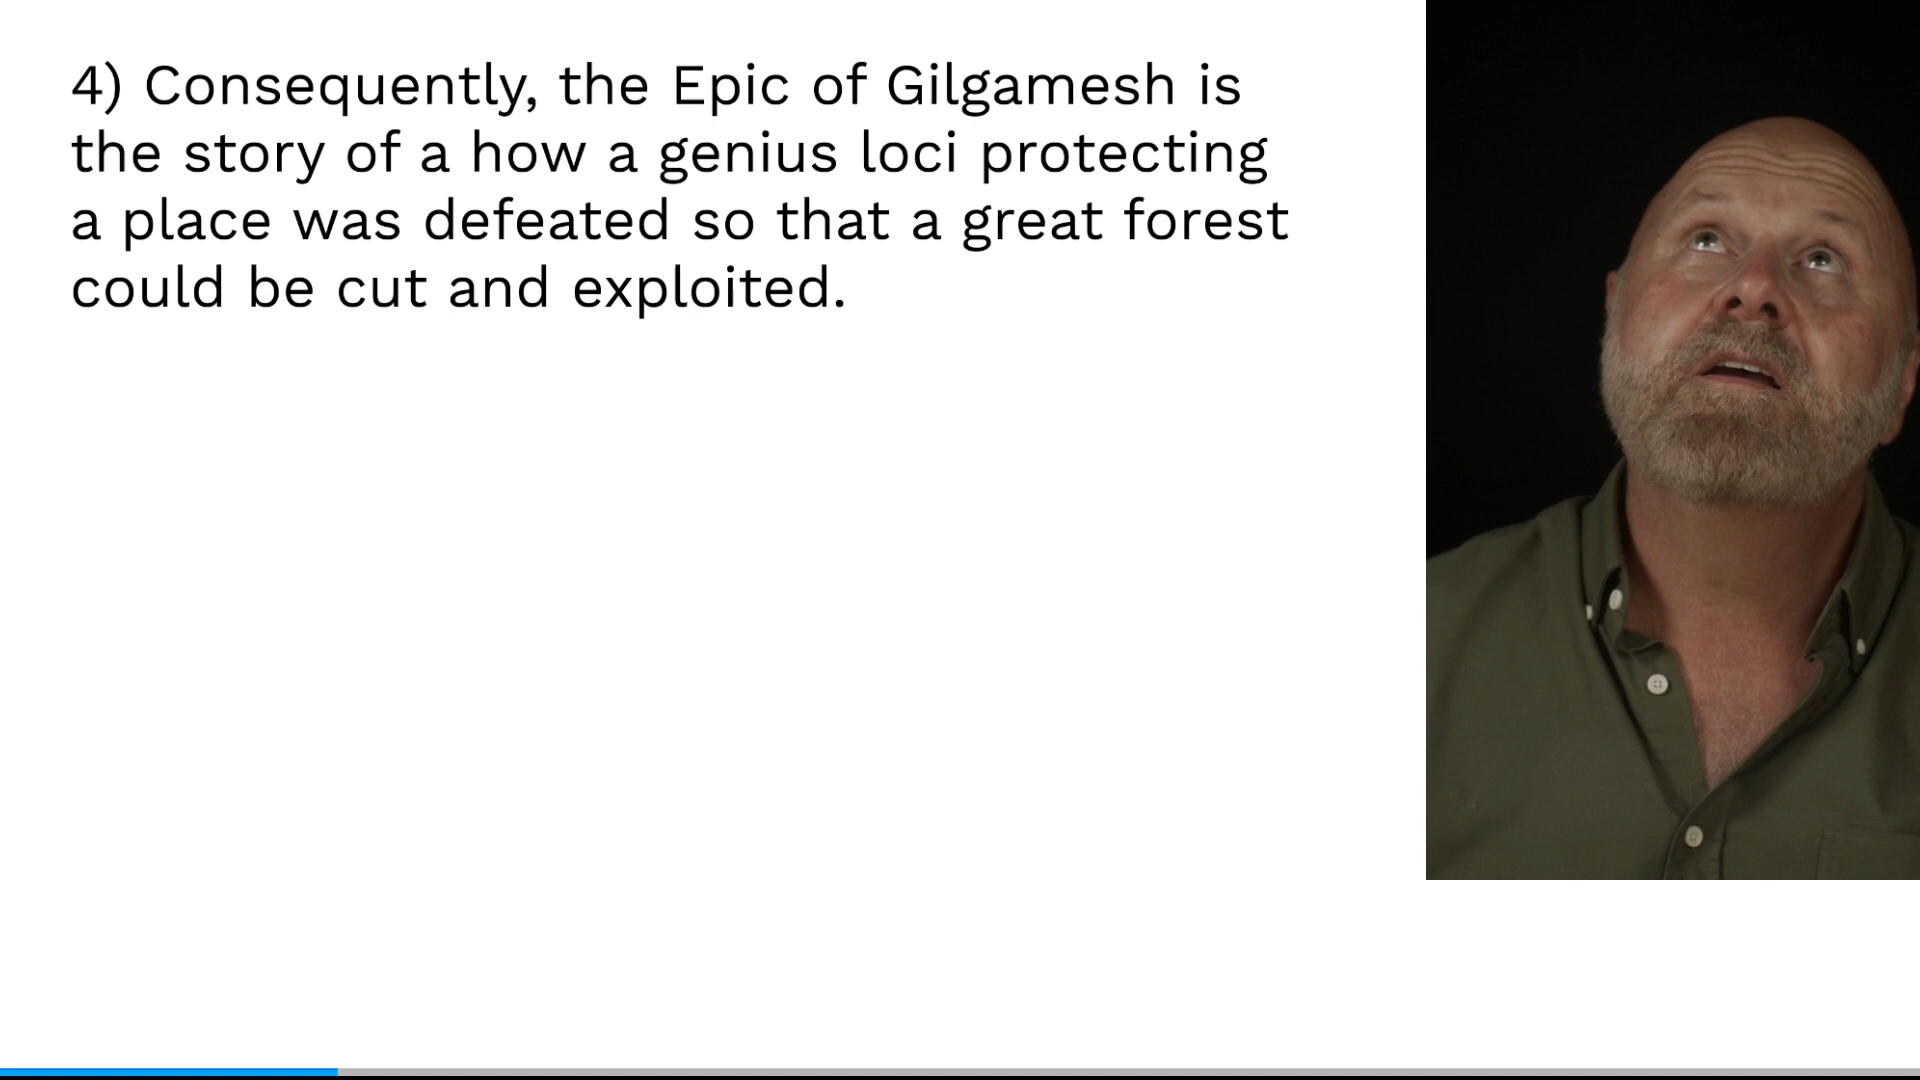 4) Consequently, the Epic of Gilgamesh is
the story of a how a genius loci protecting
a place was defeated so that a great forest
could be cut and exploited.